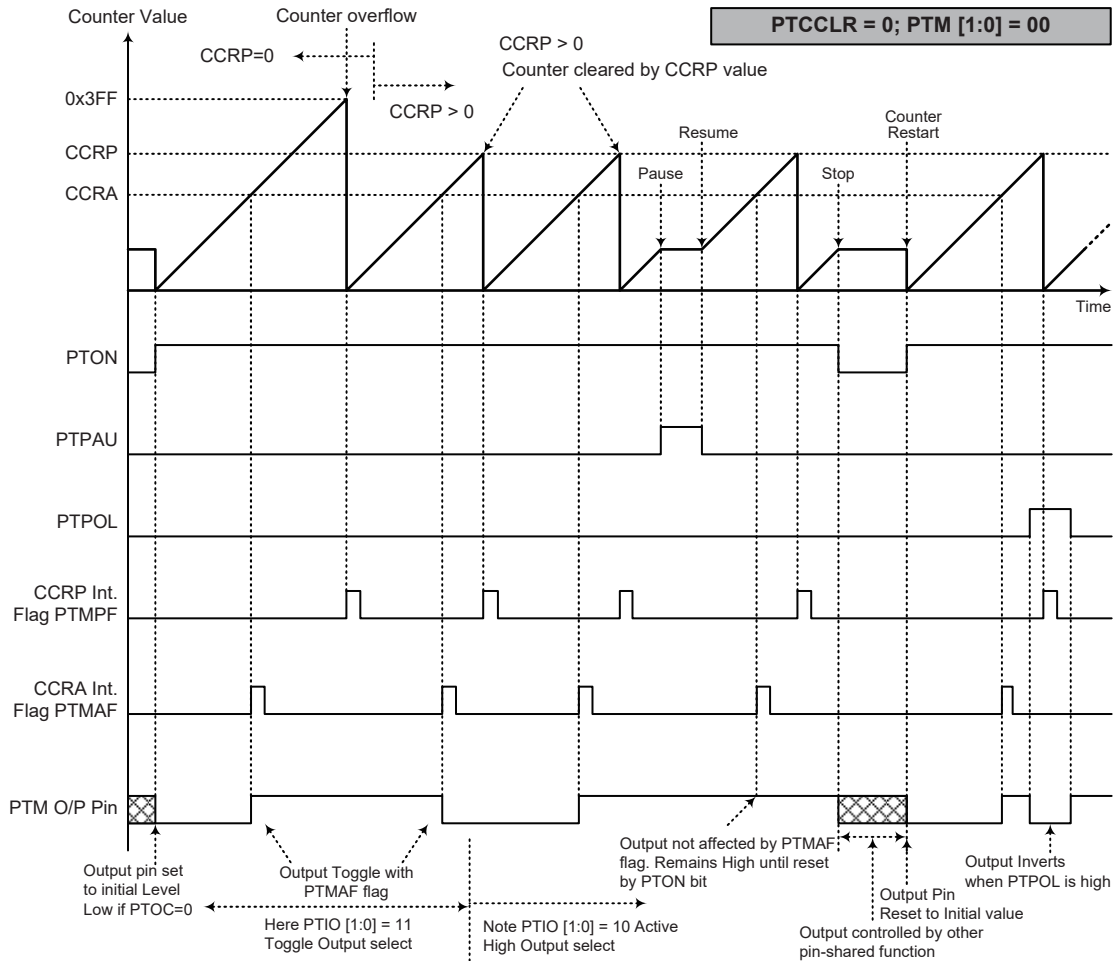 Counter Value
Counter overflow
PTCCLR = 0; PTM [1:0] = 00
CCRP=0
CCRP > 0
CCRP > 0
Counter cleared by CCRP value
0x3FF
CCRP
CCRA
Pause
Resume
Stop
Counter
Restart
Time
PTON
PTPAU
PTPOL
CCRP Int.
Flag PTMPF
CCRA Int.
Flag PTMAF
PTM O/P Pin
Output pin set
to initial Level
Low if PTOC=0
Output Toggle with
PTMAF flag
Here PTIO [1:0] = 11
Toggle Output select
Note PTIO [1:0] = 10 Active
High Output select
Output not affected by PTMAF
flag. Remains High until reset
by PTON bit
Output Pin
Reset to Initial value
Output controlled by other
pin-shared function
Output Inverts
when PTPOL is high